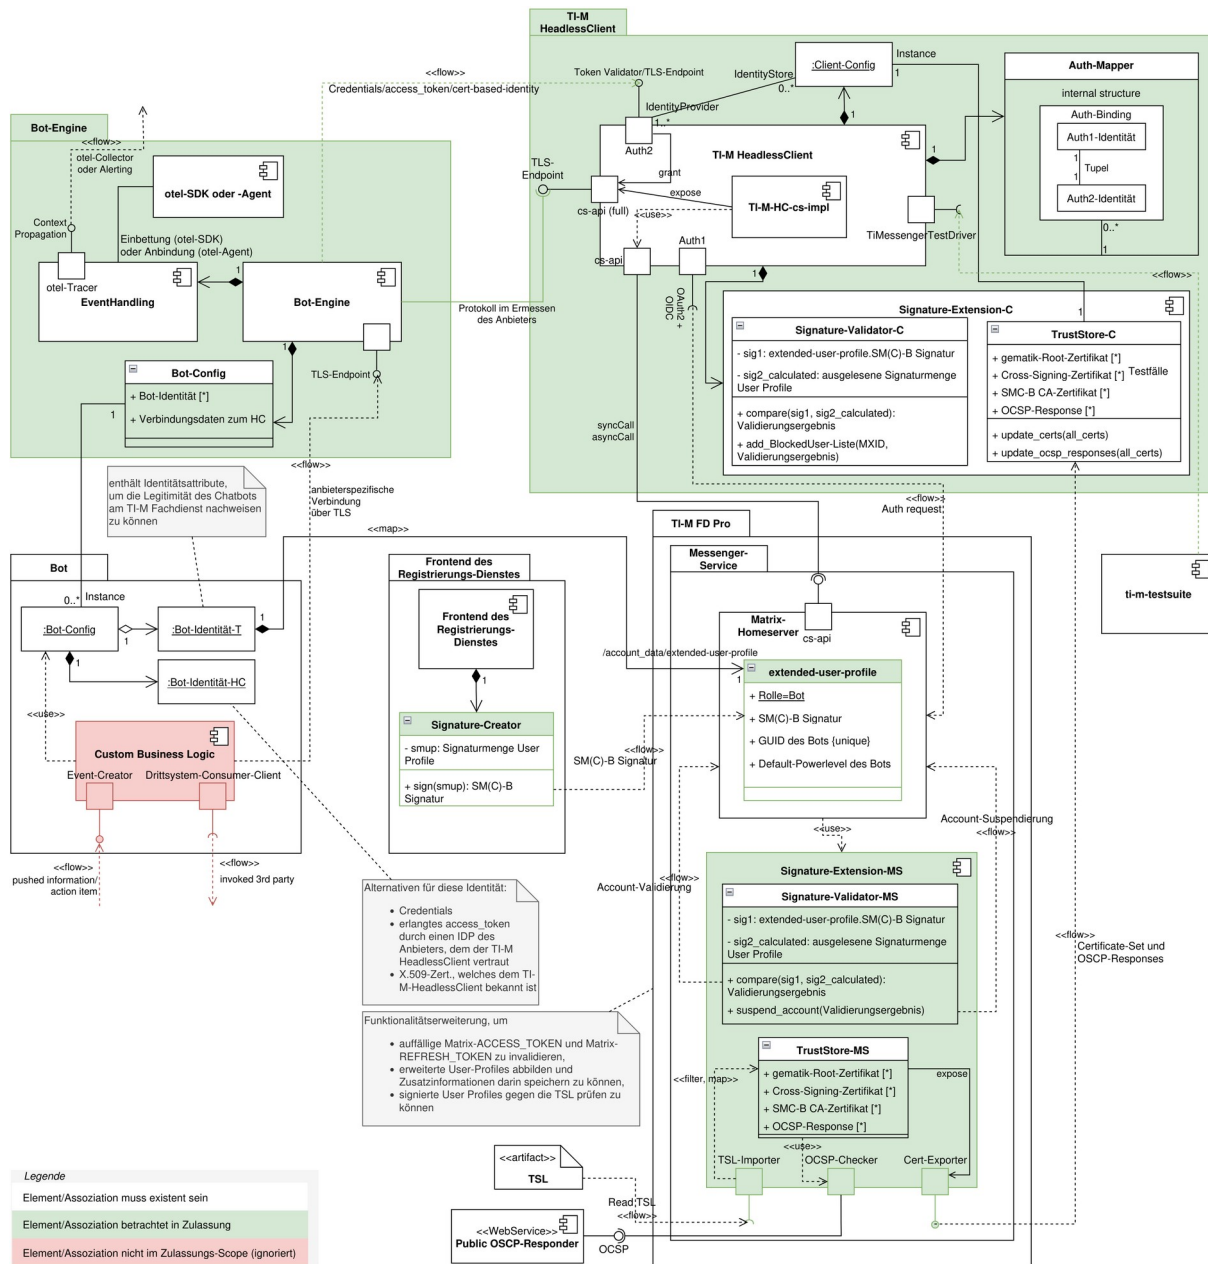 TI-M
HeadlessClient
Token Validator/TLS-Endpoint
<<flow>>
Credentials/access_token/cert-based-identity
IdentityStore
IdentityProvider
:Client-Config
Instance
1
0..*
1..*
Auth-Mapper
internal structure
Auth-Binding
Auth1-Identität
1
Tupel
1
Auth2-Identität
0..*
1
Auth2
grant
expose
TLS-
Endpoint
cs-api (full)
TI-M HeadlessClient
1
1
1
TI-M-HC-cs-impl
<<use>>
cs-api
Auth1
OAuth2 +
OIDC
TiMessengerTestDriver
<<flow>>
Testfälle
1
Signature-Extension-C
Signature-Validator-C
- sig1: extended-user-profile.SM(C)-B Signatur
- sig2_calculated: ausgelesene Signaturmenge
User Profile
+ compare(sig1, sig2_calculated):
Validierungsergebnis
+ add_BlockedUser-Liste(MXID,
Validierungsergebnis)
TrustStore-C
+ gematik-Root-Zertifikat [*]
+ Cross-Signing-Zertifikat [*]
+ SMC-B CA-Zertifikat [*]
+ OCSP-Response [*]
+ update_certs(all_certs)
+ update_ocsp_responses(all_certs)
Bot-Engine
<<flow>>
otel-Collector
oder Alerting
otel-SDK oder -Agent
Context
Propagation
Einbettung (otel-SDK)
oder Anbindung (otel-Agent)
otel-Tracer
EventHandling
1
Bot-Engine
1
TLS-Endpoint
Protokoll im Ermessen
des Anbieters
Bot-Config
+ Bot-Identität [*]
+ Verbindungsdaten zum HC
1
<<flow>>
anbieterspezifische
Verbindung
über TLS
syncCall
asyncCall
<<flow>>
Auth request
enthält Identitätsattribute,
um die Legitimität des Chatbots
am TI-M Fachdienst nachweisen
zu können
<<map>>
Bot
0..*
Instance
:Bot-Config
1
1
:Bot-Identität-T
1
:Bot-Identität-HC
<<use>>
Custom Business Logic
Event-Creator
Drittsystem-Consumer-Client
<<flow>>
pushed information/
action item
<<flow>>
invoked 3rd party
Frontend des
Registrierungs-Dienstes
Frontend des
Registrierungs-
Dienstes
1
Signature-Creator
- smup: Signaturmenge User
Profile
+ sign(smup): SM(C)-B
Signatur
<<flow>>
SM(C)-B Signatur
/account_data/extended-user-profile
1
TI-M FD Pro
Messenger-
Service
Matrix-
Homeserver
cs-api
extended-user-profile
+ Rolle=Bot
+ SM(C)-B Signatur
+ GUID des Bots {unique}
+ Default-Powerlevel des Bots
<<use>>
Account-Suspendierung
<<flow>>
<<flow>>
Account-Validierung
ti-m-testsuite
Signature-Extension-MS
Signature-Validator-MS
- sig1: extended-user-profile.SM(C)-B Signatur
- sig2_calculated: ausgelesene Signaturmenge
User Profile
+ compare(sig1, sig2_calculated):
Validierungsergebnis
+ suspend_account(Validierungsergebnis)
<<flow>>
Certificate-Set und
OSCP-Responses
TrustStore-MS
+ gematik-Root-Zertifikat [*]
+ Cross-Signing-Zertifikat [*]
+ SMC-B CA-Zertifikat [*]
+ OCSP-Response [*]
<<filter, map>>
expose
<<use>>
TSL-Importer
OCSP-Checker
Cert-Exporter
Alternativen für diese Identität:
• Credentials
• erlangtes access_token
durch einen IDP des
Anbieters, dem der TI-M
HeadlessClient vertraut
• X.509-Zert., welches dem TI-
M-HeadlessClient bekannt ist
Funktionalitätserweiterung, um
• auffällige Matrix-ACCESS_TOKEN und Matrix-
REFRESH_TOKEN zu invalidieren,
• erweiterte User-Profiles abbilden und
Zusatzinformationen darin speichern zu können,
• signierte User Profiles gegen die TSL prüfen zu
können
<<artifact>>
TSL
Read TSL
<<flow>>
<<WebService>>
Public OSCP-Responder
OCSP
Legende
Element/Assoziation muss existent sein
Element/Assoziation betrachtet in Zulassung
Element/Assoziation nicht im Zulassungs-Scope (ignoriert)